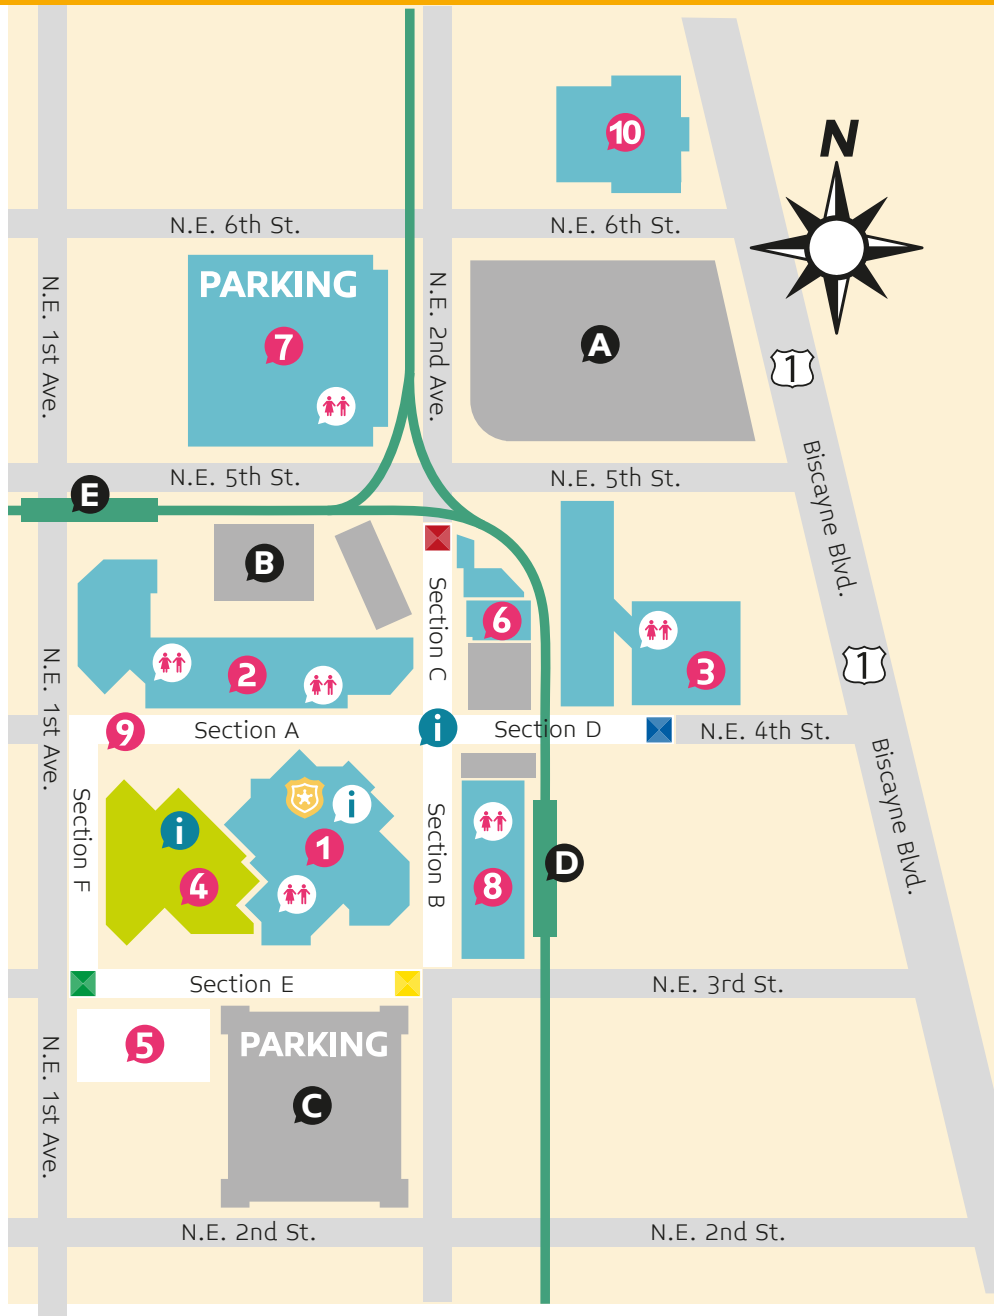 10
N
N.E. 6th St.
N.E. 6th St.
PARKING
7
N.E. 1st Ave.
N.E. 2nd Ave.
A
1
N.E. 5th St.
N.E. 5th St.
E
Biscayne Blvd.
B
Section C
6
2
3
1
N.E. 1st Ave.
9
Section A
i
Section D
N.E. 4th St.
Biscayne Blvd.
Section F
i
i
1
4
Section B
8
D
Section E
N.E. 3rd St.
5
PARKING
C
N.E. 1st Ave.
N.E. 2nd St.
N.E. 2nd St.